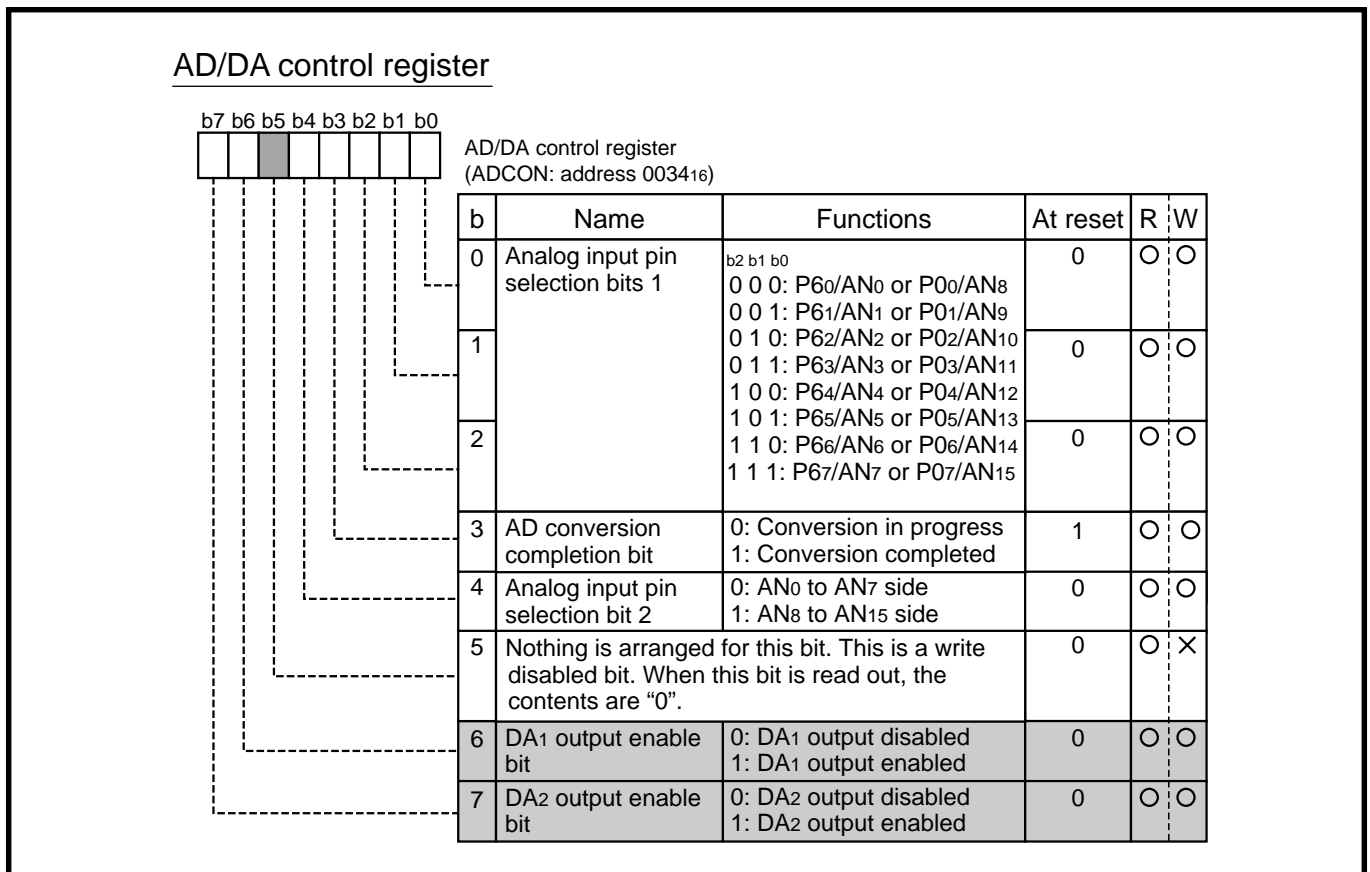 AD/DA control register
b7 b6 b5 b4 b3 b2 b1 b0
AD/DA control register
(ADCON: address 003416)
b Name Functions At reset R W
0 Analog input pin selection bits 1 b2 b1 b0 0 O O
0 0 0: P60/AN0 or P00/AN8
0 0 1: P61/AN1 or P01/AN9
1 0 1 0: P62/AN2 or P02/AN10 0 O O
0 1 1: P63/AN3 or P03/AN11
1 0 0: P64/AN4 or P04/AN12
1 0 1: P65/AN5 or P05/AN13
2 1 1 0: P66/AN6 or P06/AN14 0 O O
1 1 1: P67/AN7 or P07/AN15
3 AD conversion 0: Conversion in progress 1 O O
completion bit 1: Conversion completed
4 Analog input pin 0: AN0 to AN7 side 0 O O
selection bit 2 1: AN8 to AN15 side
5 Nothing is arranged for this bit. This is a write 0 O ×
disabled bit. When this bit is read out, the
contents are “0”.
6 DA1 output enable 0: DA1 output disabled 0 O O
bit 1: DA1 output enabled
7 DA2 output enable 0: DA2 output disabled 0 O O
bit 1: DA2 output enabled